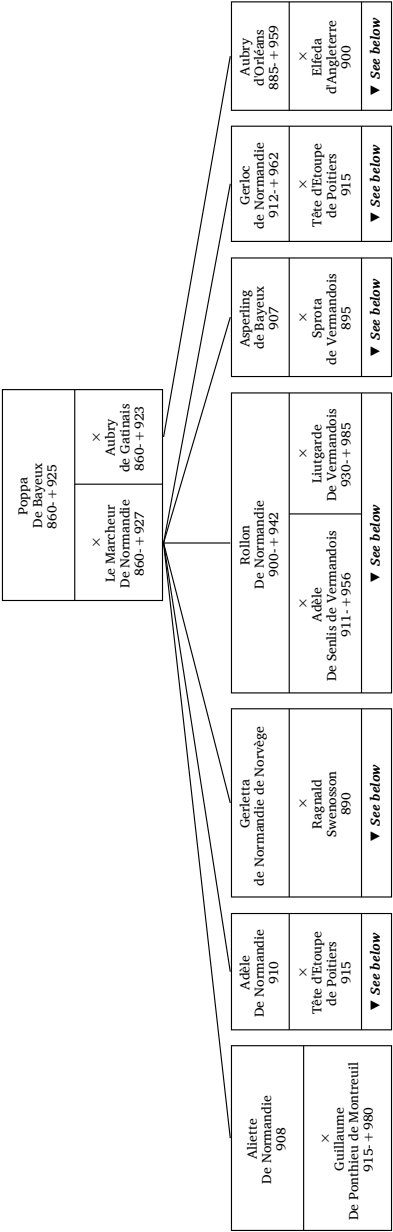 Poppa
De Bayeux
860-+925
×
Le Marcheur
De Normandie
860-+927
×
Aubry
de Gatinais
860-+923
Aliette
De Normandie
908
×
Guillaume
De Ponthieu de Montreuil
915-+980
Adèle
De Normandie
910
×
Tête d'Etoupe
de Poitiers
915
▼ See below
Gerletta
de Normandie de Norvège
×
Ragnald
Swenosson
890
▼ See below
Rollon
De Normandie
900-+942
×
Adèle
De Senlis de Vermandois
911-+956
×
Liutgarde
De Vermandois
930-+985
▼ See below
Asperling
de Bayeux
907
×
Sprota
de Vermandois
895
▼ See below
Gerloc
de Normandie
912-+962
×
Tête d'Etoupe
de Poitiers
915
▼ See below
Aubry
d'Orléans
885-+959
×
Elfeda
d'Angleterre
900
▼ See below